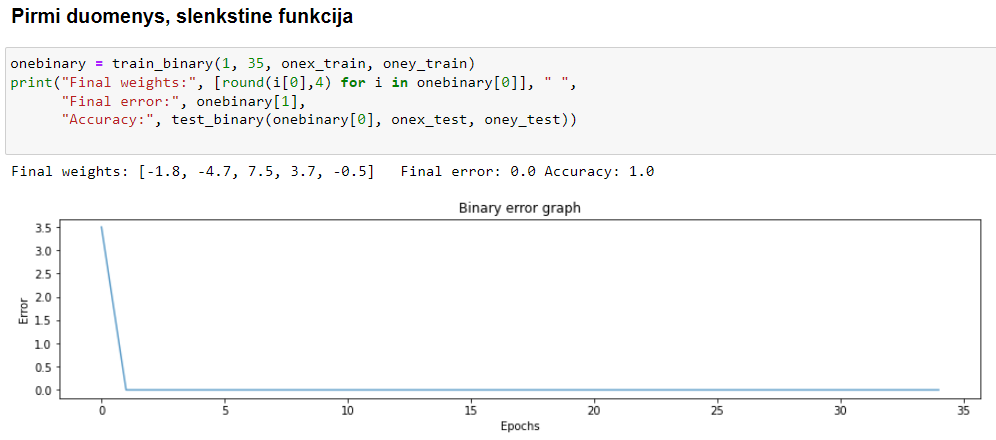 Pirmi duomenys, slenkstine funkcija
onebinary = train_binary(1, 35, onex_train, oney_train)
print("Final weights:", [round(i[0],4) for i in onebinary[0]], " ",
"Final error:", onebinary[1],
"Accuracy:", test_binary(onebinary[0], onex_test, oney_test))
Final weights: [-1.8, -4.7, 7.5, 3.7, -0.5]   Final error: 0.0 Accuracy: 1.0
Binary error graph
3.5
3.0
2.5
2.0
1.5
1.0
0.5
0.0
Error
0 5 10 15 20 25 30 35
Epochs